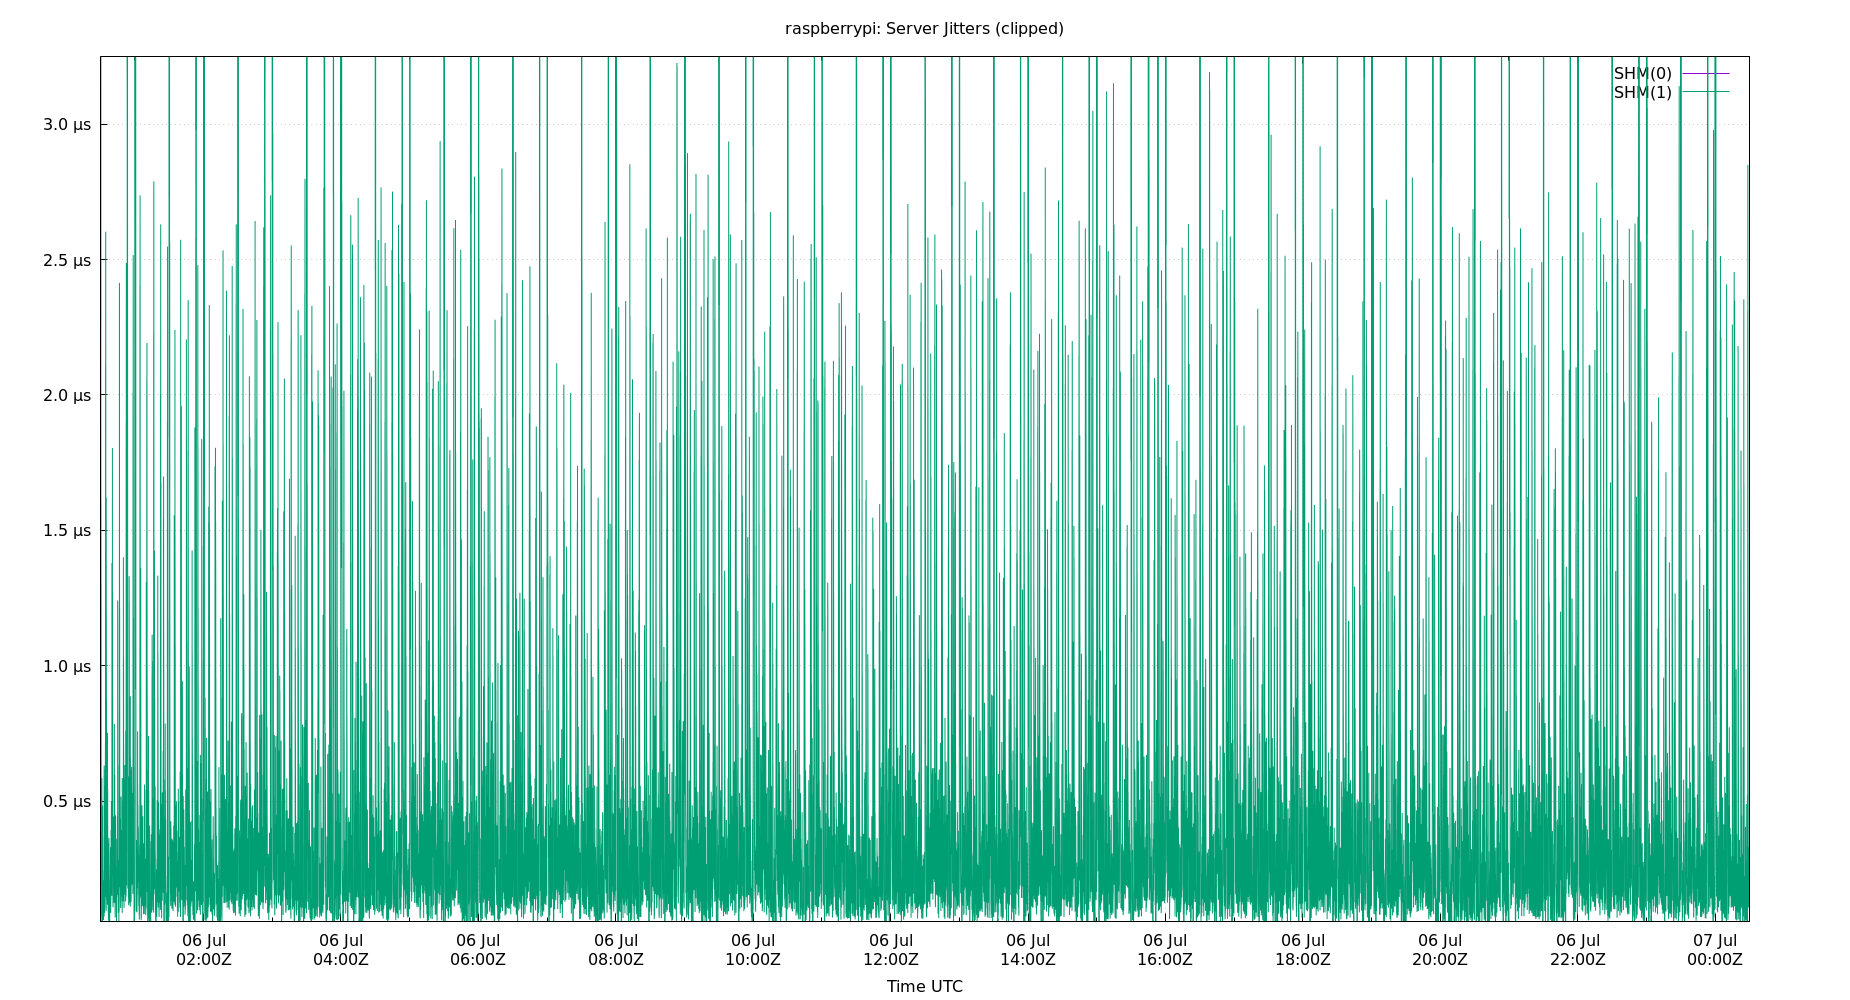 raspberrypi: Server Jitters (clipped)
SHM(0)
SHM(1)
3.0 µs
2.5 µs
2.0 µs
1.5 µs
1.0 µs
0.5 µs
06 Jul 06 Jul 06 Jul 06 Jul 06 Jul 06 Jul 06 Jul 06 Jul 06 Jul 06 Jul 06 Jul 07 Jul
02:00Z 04:00Z 06:00Z 08:00Z 10:00Z 12:00Z 14:00Z 16:00Z 18:00Z 20:00Z 22:00Z 00:00Z
Time UTC